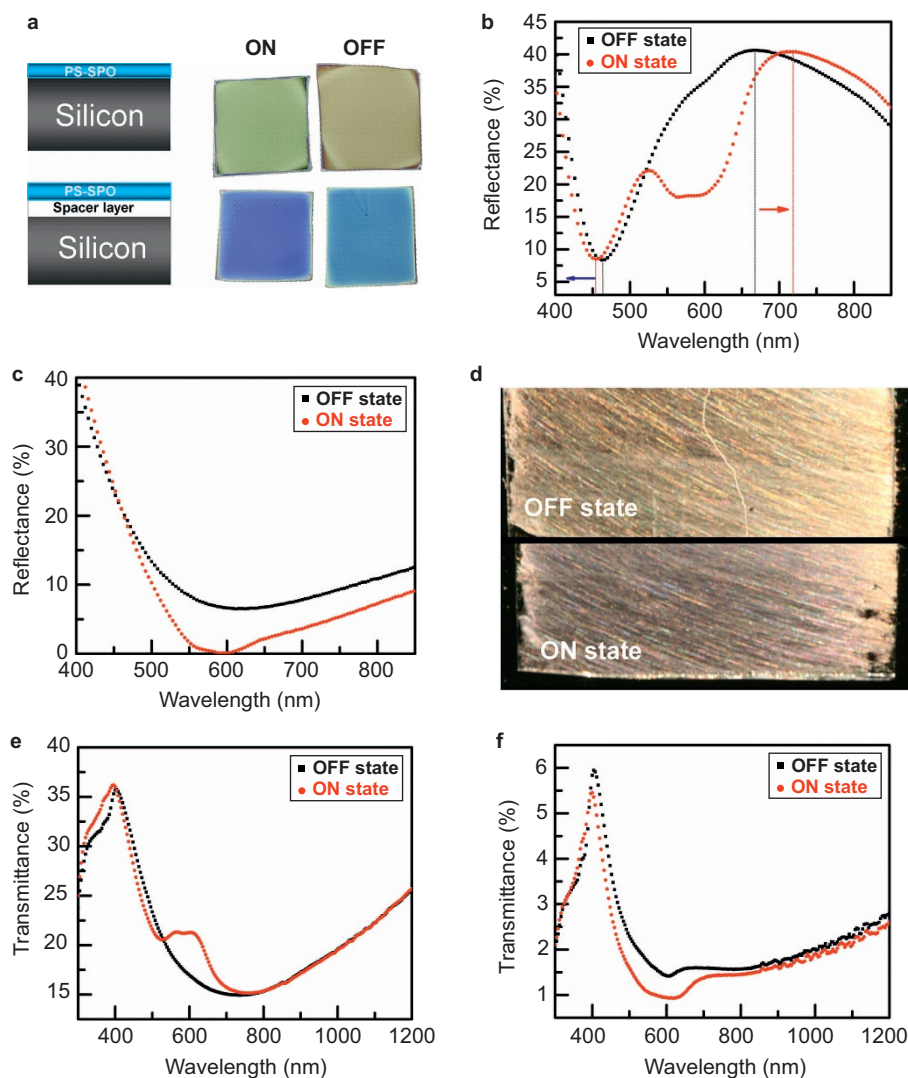 a
ON OFF
PS-SPO
Silicon
PS-SPO
Spacer layer
Silicon
b
45
40
35
30
25
20
15
10
5
Reflectance (%)
OFF state
ON state
400 500 600 700 800
Wavelength (nm)
c
40
30
20
10
0
Reflectance (%)
OFF state
ON state
400 500 600 700 800
Wavelength (nm)
d
OFF state
ON state
e
40
35
30
25
20
15
Transmittance (%)
OFF state
ON state
400 600 800 1000 1200
Wavelength (nm)
f
6
5
4
3
2
1
Transmittance (%)
OFF state
ON state
400 600 800 1000 1200
Wavelength (nm)